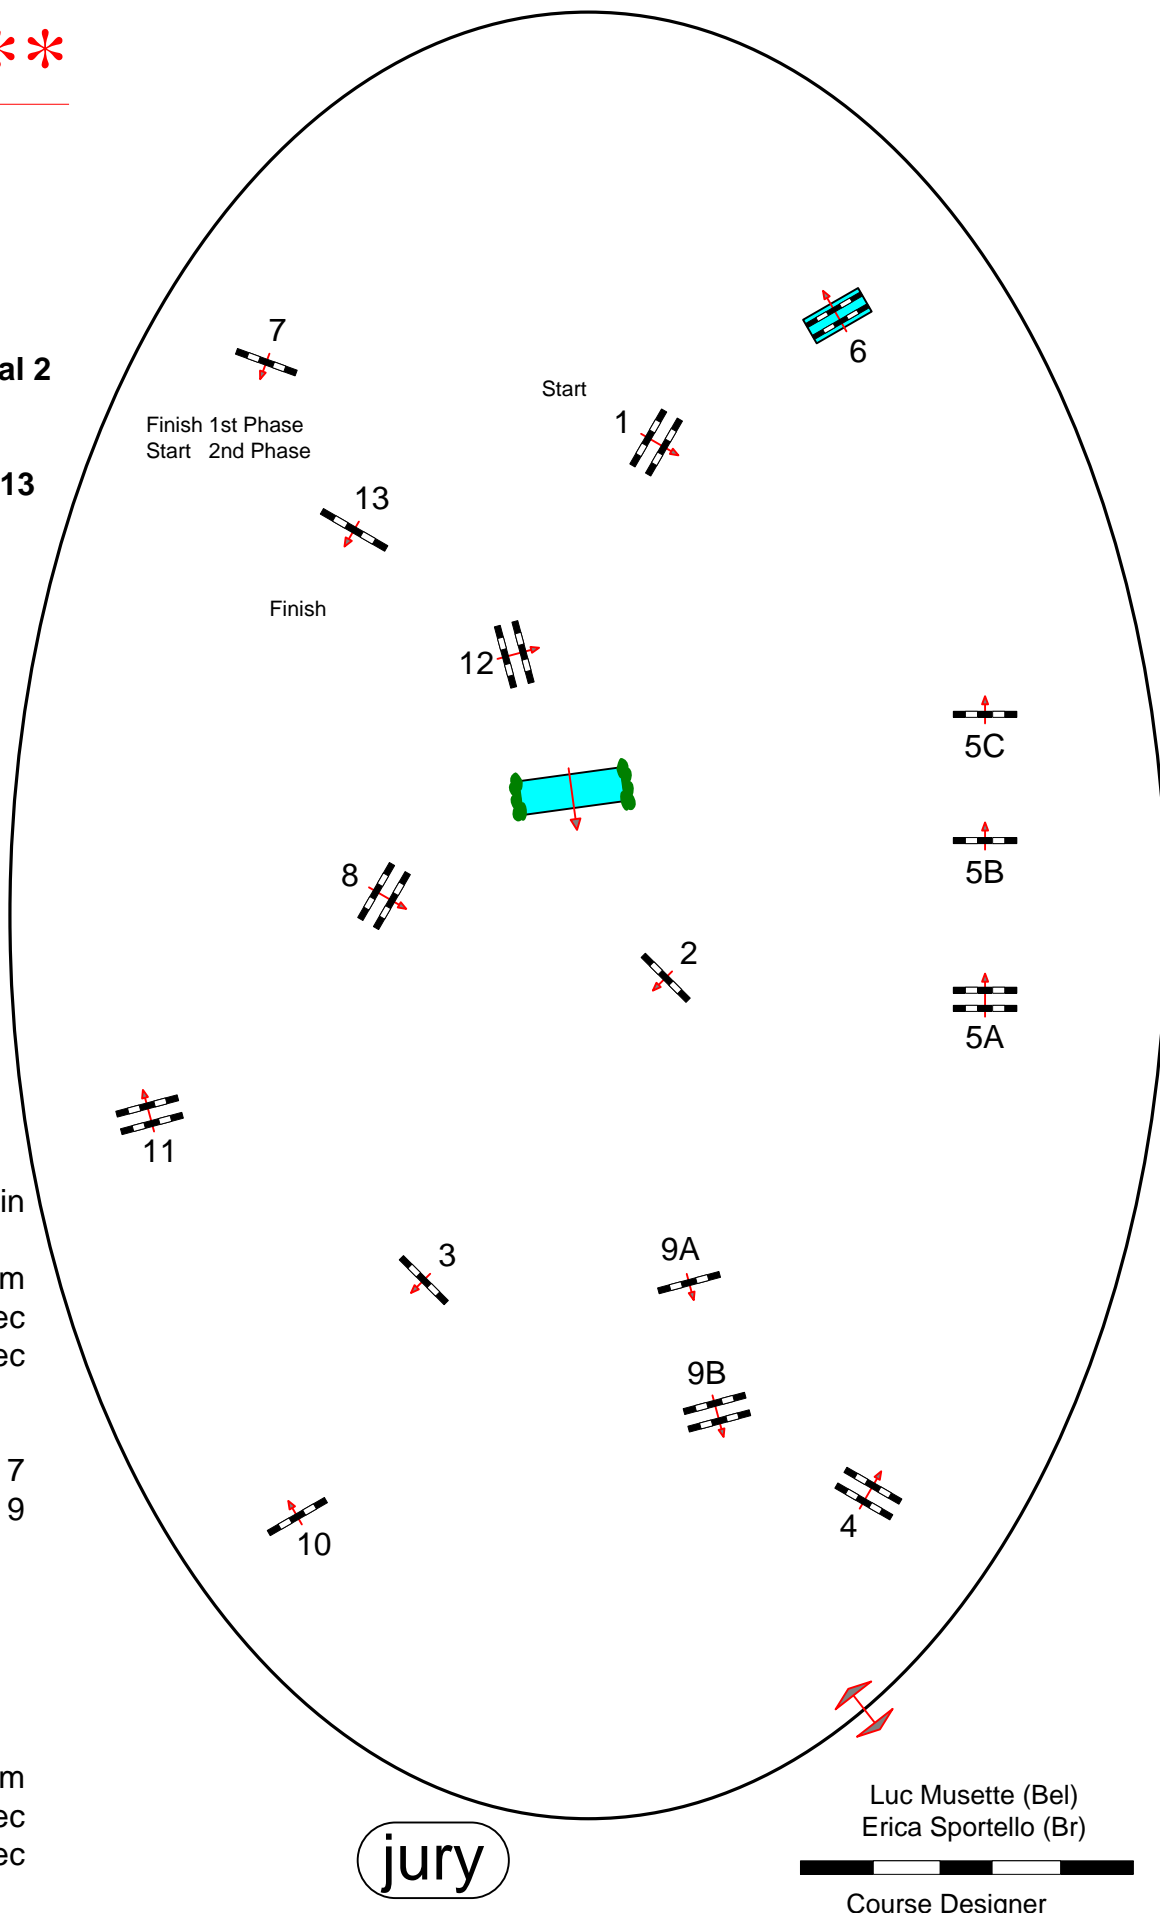 **
7
6
al 2
Start
1
Finish 1st Phase
Start 2nd Phase
13
13
Finish
12
5C
8
5B
2
5A
11
in
3
9A
m
ec
ec
9B
7
9
4
10
m
ec
ec
Luc Musette (Bel)
Erica Sportello (Br)
jury
Course Designer